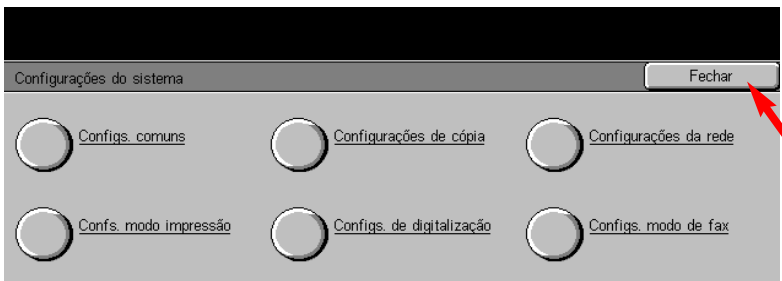 Configurações do sistema
Fechar
Configs. comuns
Configurações de cópia
Configurações da rede
Confs. modo impressão
Configs. de digitalização
Configs. modo de fax